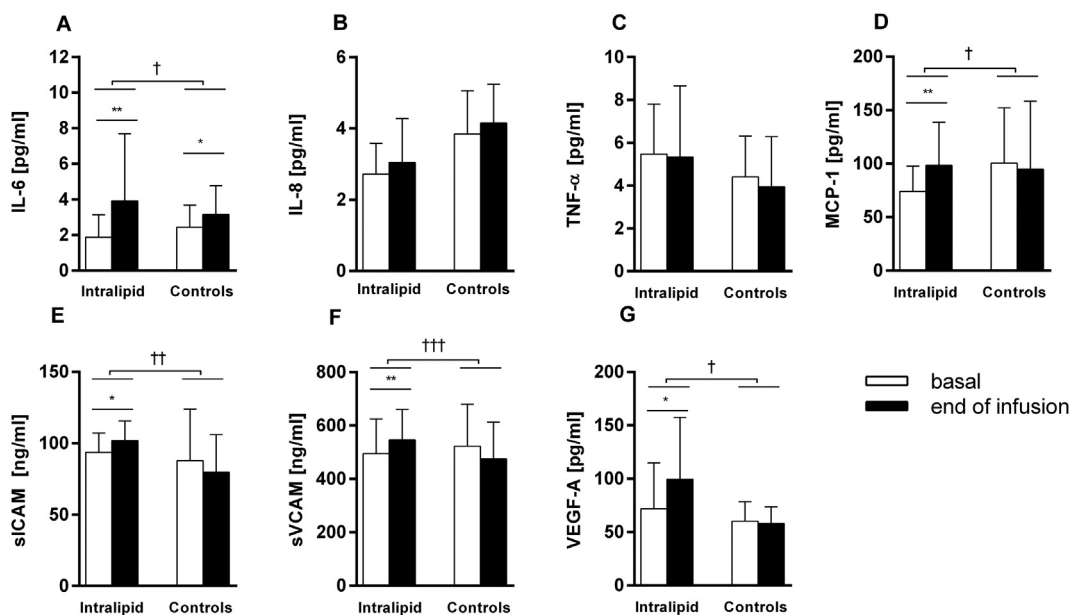 A
IL-6 [pg/ml]
12
10
8
6
4
2
0
†
**
*
Intralipid
Controls
B
IL-8 [pg/ml]
6
4
2
0
Intralipid
Controls
C
TNF-α [pg/ml]
10
8
6
4
2
0
Intralipid
Controls
D
MCP-1 [pg/ml]
200
150
100
50
0
†
**
Intralipid
Controls
E
sICAM [ng/ml]
150
100
50
0
††
*
Intralipid
Controls
F
sVCAM [ng/ml]
800
600
400
200
0
†††
**
Intralipid
Controls
G
VEGF-A [pg/ml]
200
150
100
50
0
†
*
Intralipid
Controls
basal
end of infusion